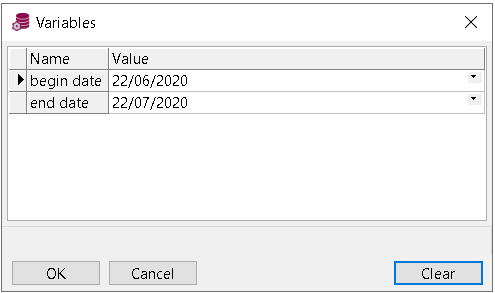 Variables
Name Value
begin date 22/06/2020
end date 22/07/2020
OK Cancel Clear